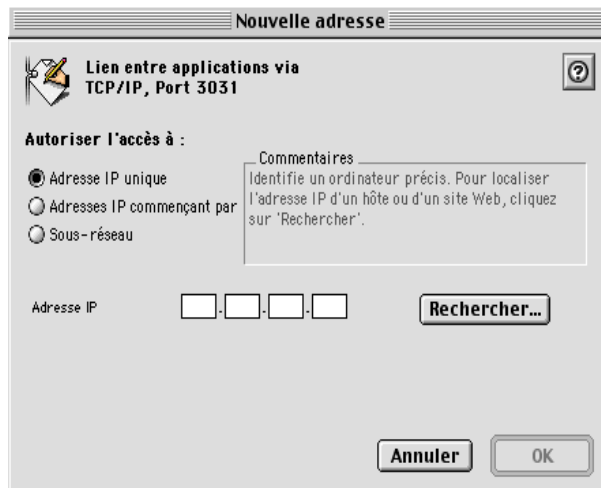 Nouvelle adresse
Lien entre applications via
TCP/IP, Port 3031
?
Autoriser l'accès à :
Adresse IP unique
Adresses IP commençant par
Sous-réseau
Commentaires
Identifie un ordinateur précis. Pour localiser
l'adresse IP d'un hôte ou d'un site Web, cliquez
sur 'Rechercher'.
Adresse IP
. . .
Rechercher...
Annuler
OK